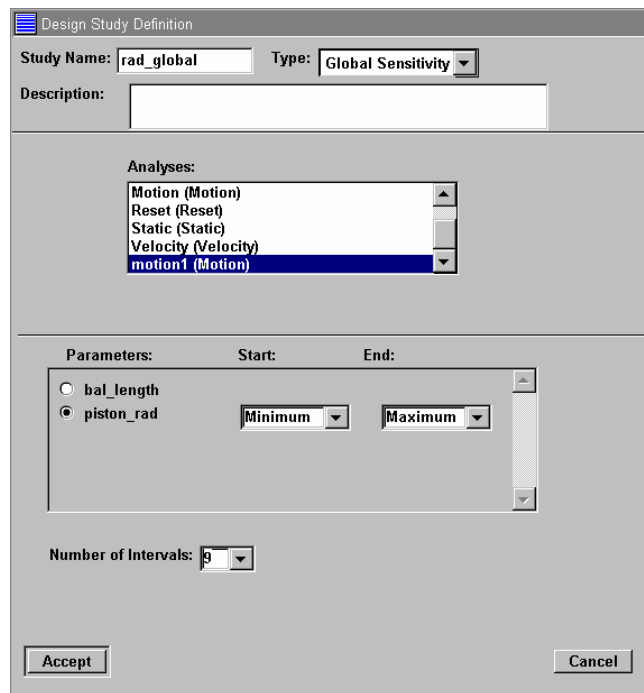 Design Study Definition
Study Name: rad_global Type: Global Sensitivity
Description:
Analyses:
Motion (Motion)
Reset (Reset)
Static (Static)
Velocity (Velocity)
motion1 (Motion)
Parameters: Start: End:
bal_length
piston_rad Minimum Maximum
Number of Intervals: 9
Accept Cancel